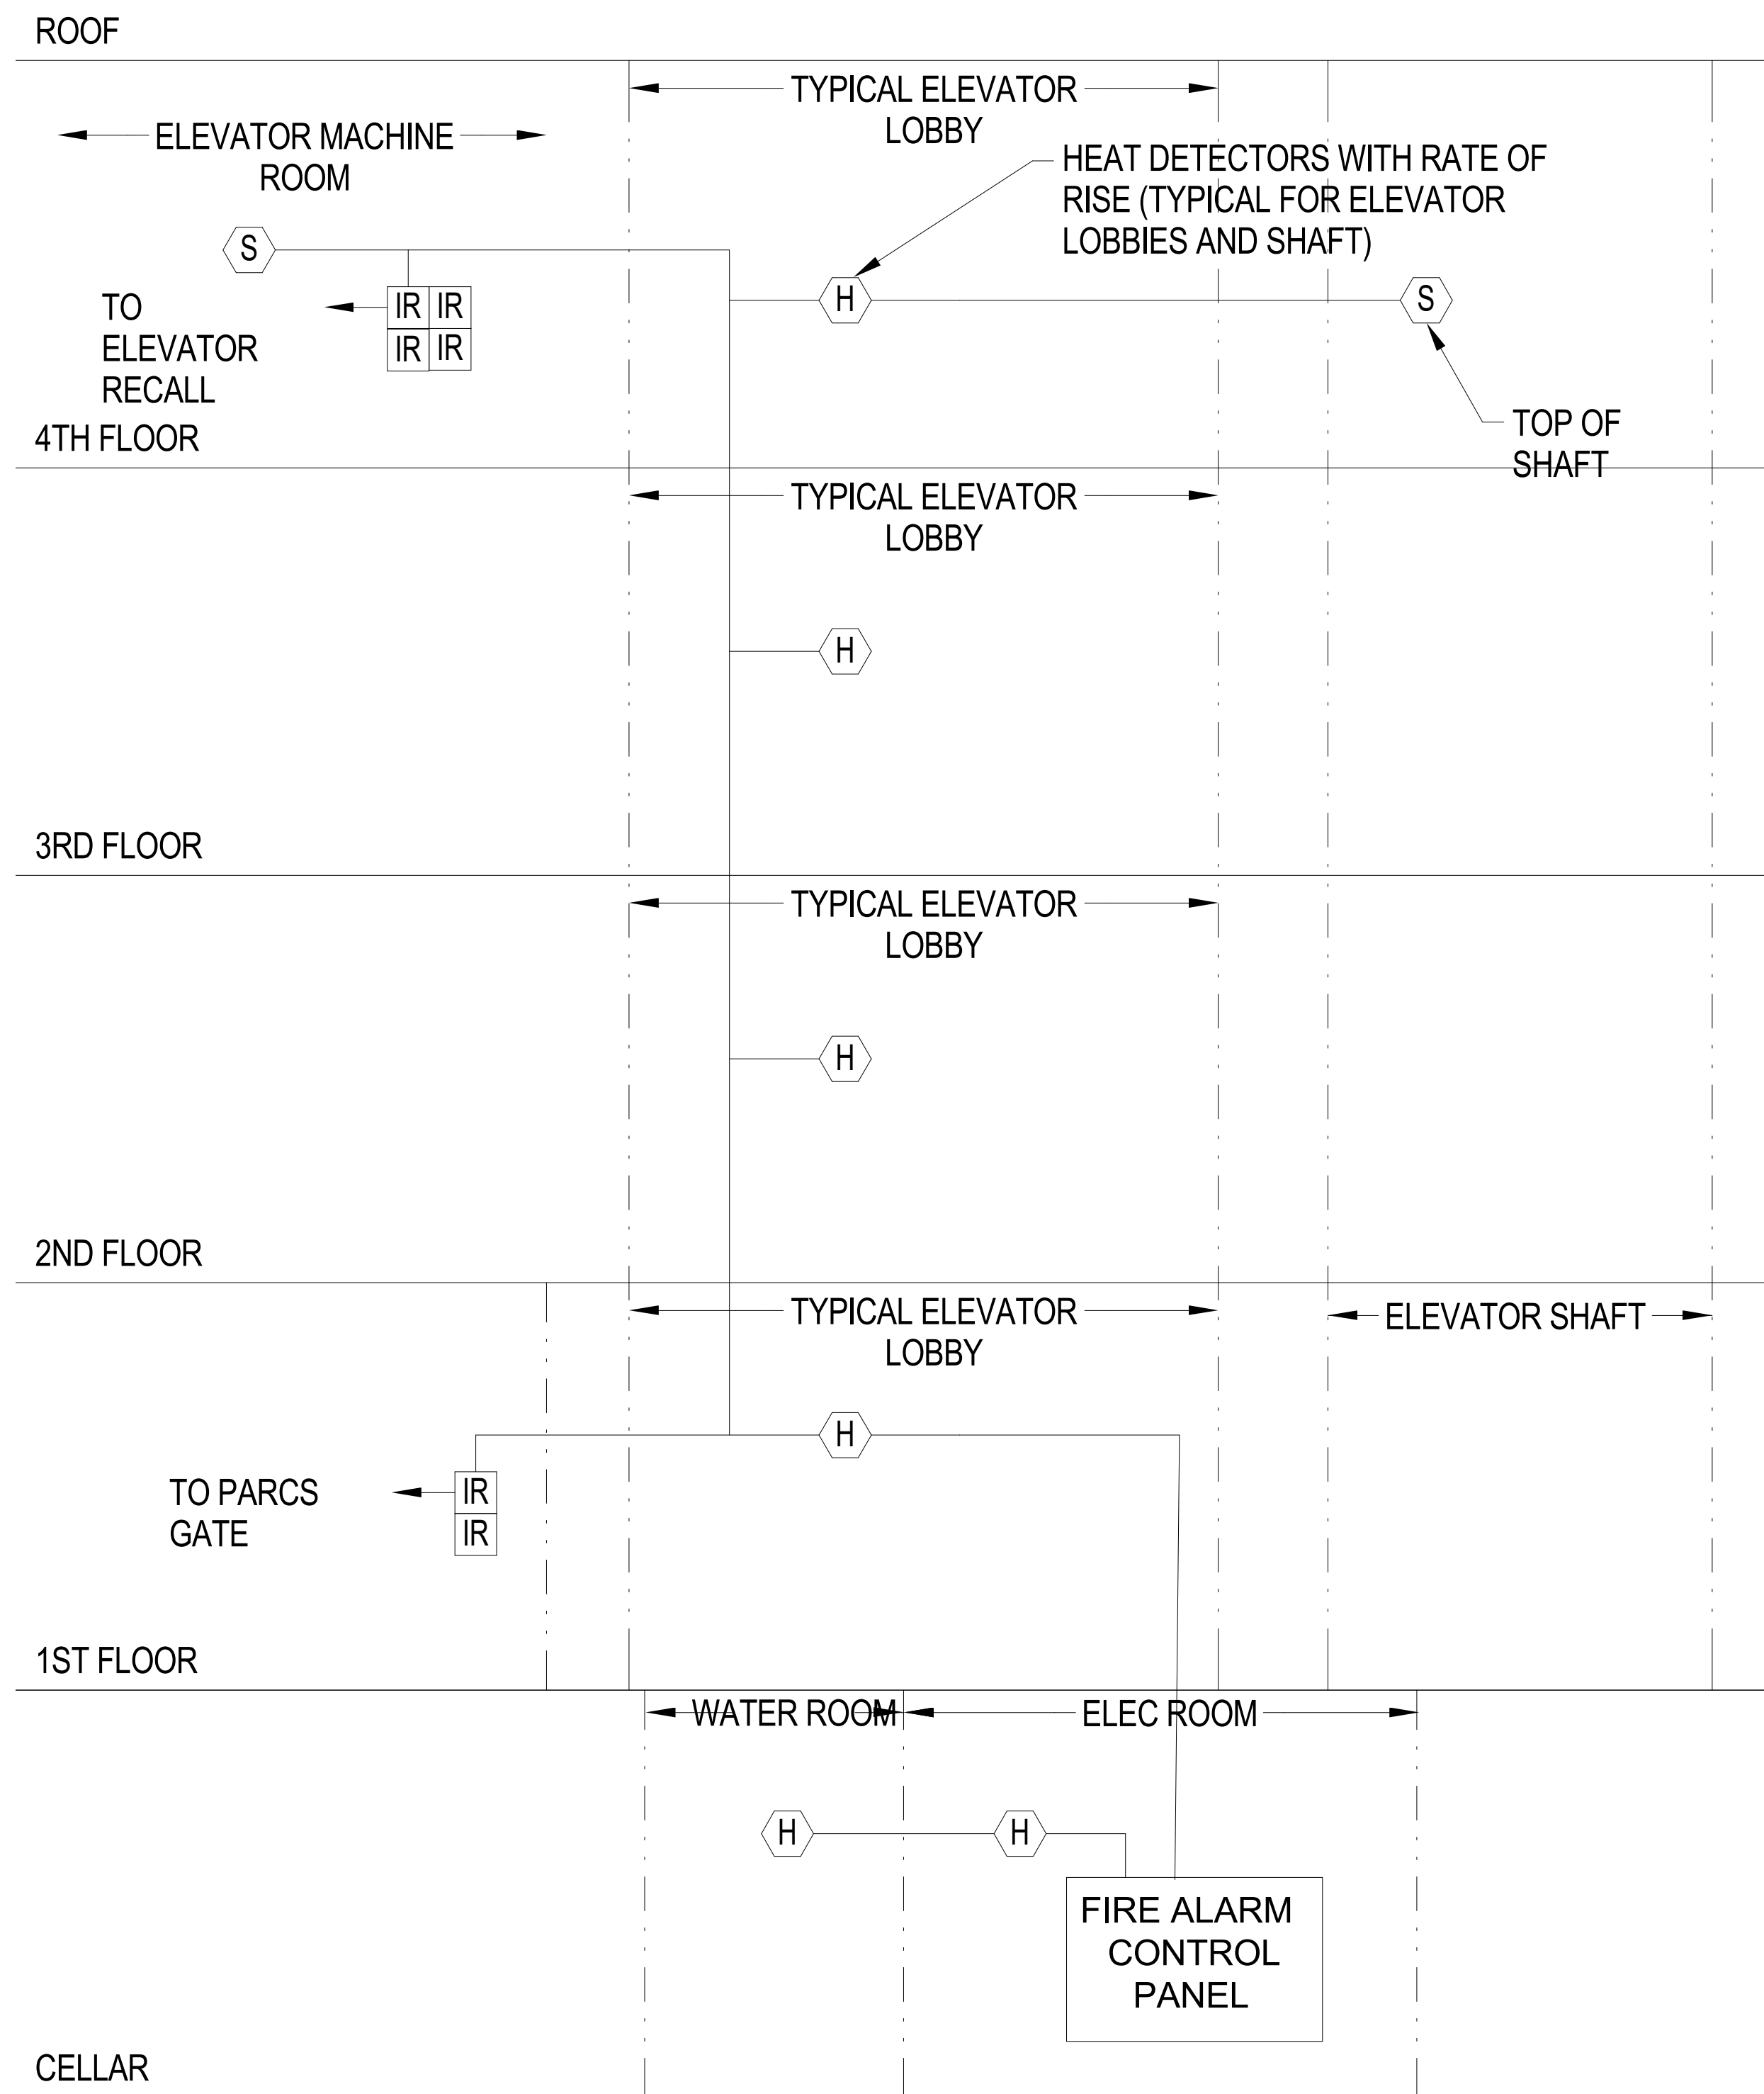 ROOF
TYPICAL ELEVATOR
LOBBY
ELEVATOR MACHINE
ROOM
HEAT DETECTORS WITH RATE OF
RISE (TYPICAL FOR ELEVATOR
LOBBIES AND SHAFT)
S
TO
ELEVATOR
RECALL
IR IR
IR IR
H
S
TOP OF
SHAFT
4TH FLOOR
TYPICAL ELEVATOR
LOBBY
H
3RD FLOOR
TYPICAL ELEVATOR
LOBBY
H
2ND FLOOR
TYPICAL ELEVATOR
LOBBY
ELEVATOR SHAFT
H
TO PARCS
GATE
IR
IR
1ST FLOOR
WATER ROOM
ELEC ROOM
H
H
FIRE ALARM
CONTROL
PANEL
CELLAR